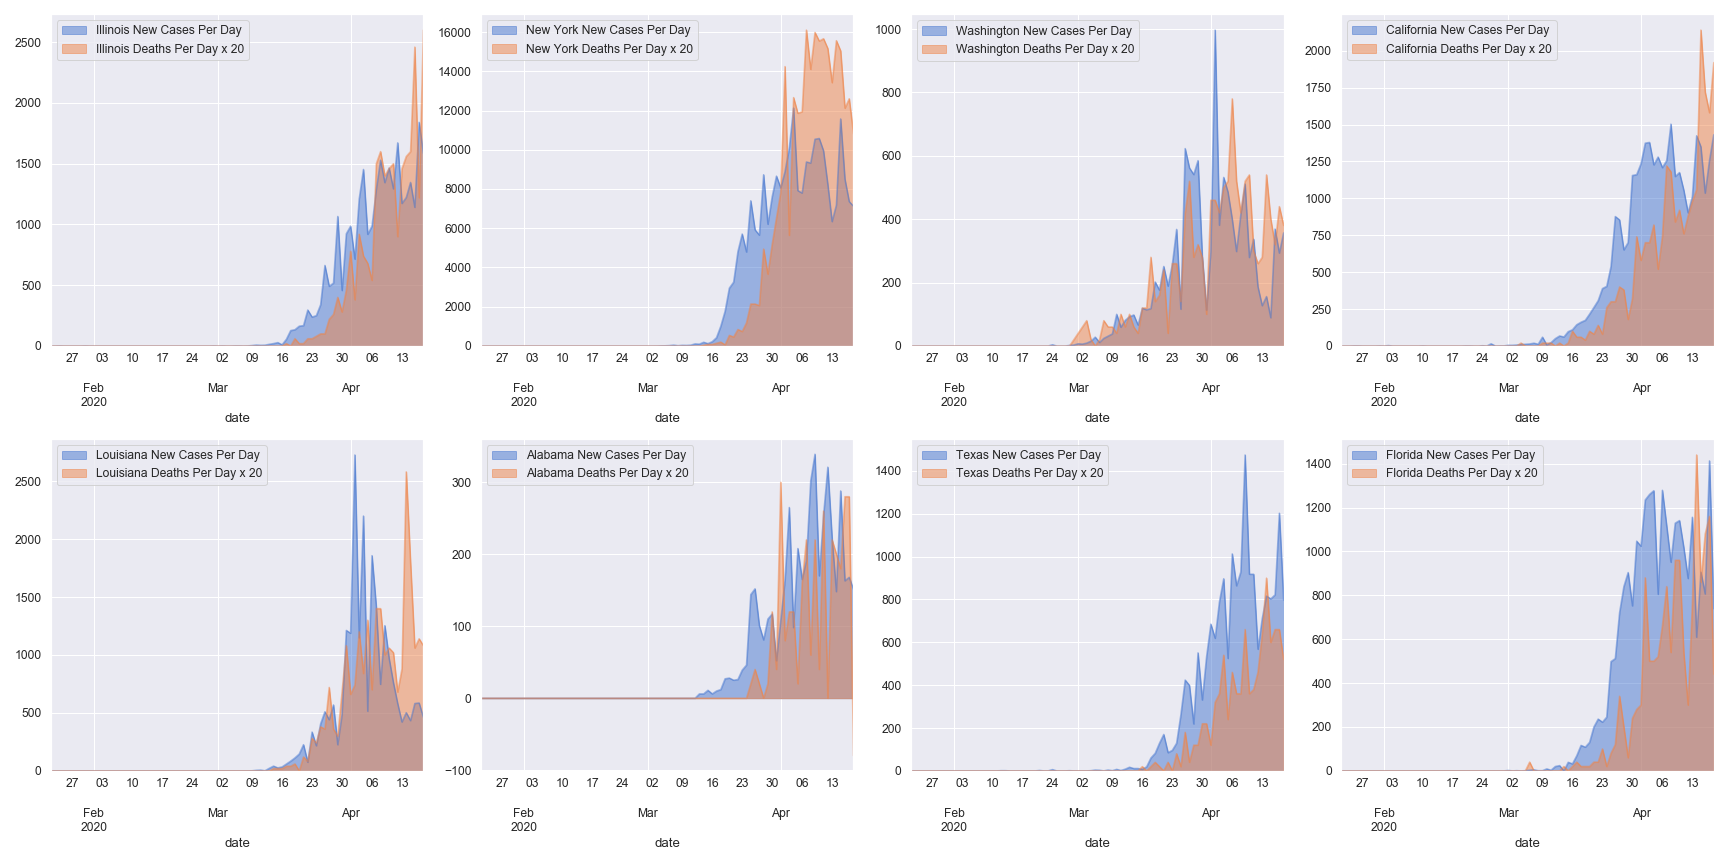 Illinois New Cases Per Day
Illinois Deaths Per Day x 20
2500
2000
1500
1000
500
0
27 03 10 17 24 02 09 16 23 30 06 13
Feb Mar Apr
2020
date
New York New Cases Per Day
New York Deaths Per Day x 20
16000
14000
12000
10000
8000
6000
4000
2000
0
27 03 10 17 24 02 09 16 23 30 06 13
Feb Mar Apr
2020
date
Washington New Cases Per Day
Washington Deaths Per Day x 20
1000
800
600
400
200
0
27 03 10 17 24 02 09 16 23 30 06 13
Feb Mar Apr
2020
date
California New Cases Per Day
California Deaths Per Day x 20
2000
1750
1500
1250
1000
750
500
250
0
27 03 10 17 24 02 09 16 23 30 06 13
Feb Mar Apr
2020
date
Louisiana New Cases Per Day
Louisiana Deaths Per Day x 20
2500
2000
1500
1000
500
0
27 03 10 17 24 02 09 16 23 30 06 13
Feb Mar Apr
2020
date
Alabama New Cases Per Day
Alabama Deaths Per Day x 20
300
200
100
0
−100
27 03 10 17 24 02 09 16 23 30 06 13
Feb Mar Apr
2020
date
Texas New Cases Per Day
Texas Deaths Per Day x 20
1400
1200
1000
800
600
400
200
0
27 03 10 17 24 02 09 16 23 30 06 13
Feb Mar Apr
2020
date
Florida New Cases Per Day
Florida Deaths Per Day x 20
1400
1200
1000
800
600
400
200
0
27 03 10 17 24 02 09 16 23 30 06 13
Feb Mar Apr
2020
date